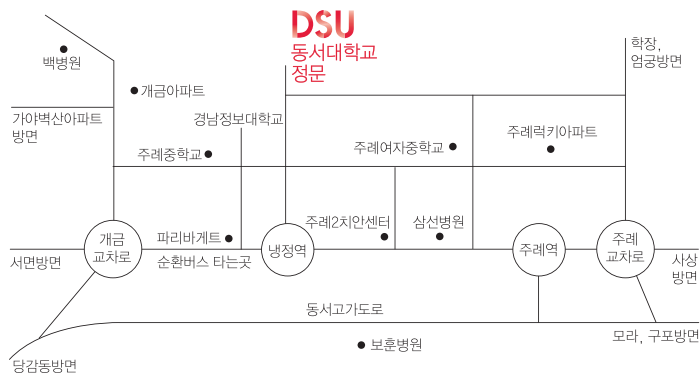 DSU
동서대학교
정문
백병원
개금아파트
학장,
엄궁방면
가야벽산아파트
방면
경남정보대학교
주례중학교
주례여자중학교
주례럭키아파트
개금
교차로
파리바게트
냉정역
주례2치안센터
삼선병원
주례역
주례
교차로
서면방면
순환버스 타는곳
사상
방면
동서고가도로
모라, 구포방면
보훈병원
당감동방면